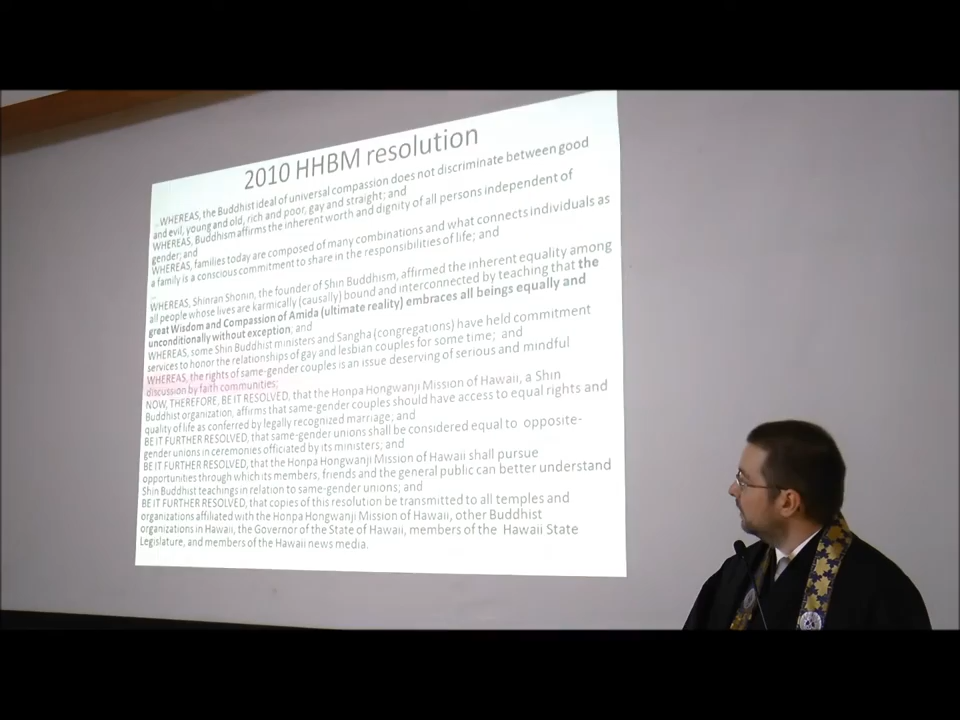 2010 HHBM resolution
...WHEREAS, the Buddhist ideal of universal compassion does not discriminate between good
and evil, young and old, rich and poor, gay and straight; and
WHEREAS, Buddhism affirms the inherent worth and dignity of all persons independent of
gender; and
WHEREAS, families today are composed of many combinations and what connects individuals as
a family is a conscious commitment to share in the responsibilities of life; and
...
WHEREAS, Shinran Shonin, the founder of Shin Buddhism, affirmed the inherent equality among
all people whose lives are karmically (causally) bound and interconnected by teaching that the
great Wisdom and Compassion of Amida (ultimate reality) embraces all beings equally and
unconditionally without exception; and
WHEREAS, some Shin Buddhist ministers and Sangha (congregations) have held commitment
services to honor the relationships of gay and lesbian couples for some time; and
WHEREAS, the rights of same-gender couples is an issue deserving of serious and mindful
discussion by faith communities;
NOW, THEREFORE, BE IT RESOLVED, that the Honpa Hongwanji Mission of Hawaii, a Shin
Buddhist organization, affirms that same-gender couples should have access to equal rights and
quality of life as conferred by legally recognized marriage; and
BE IT FURTHER RESOLVED, that same-gender unions shall be considered equal to opposite-
gender unions in ceremonies officiated by its ministers; and
BE IT FURTHER RESOLVED, that the Honpa Hongwanji Mission of Hawaii shall pursue
opportunities through which its members, friends and the general public can better understand
Shin Buddhist teachings in relation to same-gender unions; and
BE IT FURTHER RESOLVED, that copies of this resolution be transmitted to all temples and
organizations affiliated with the Honpa Hongwanji Mission of Hawaii, other Buddhist
organizations in Hawaii, the Governor of the State of Hawaii, members of the Hawaii State
Legislature, and members of the Hawaii news media.